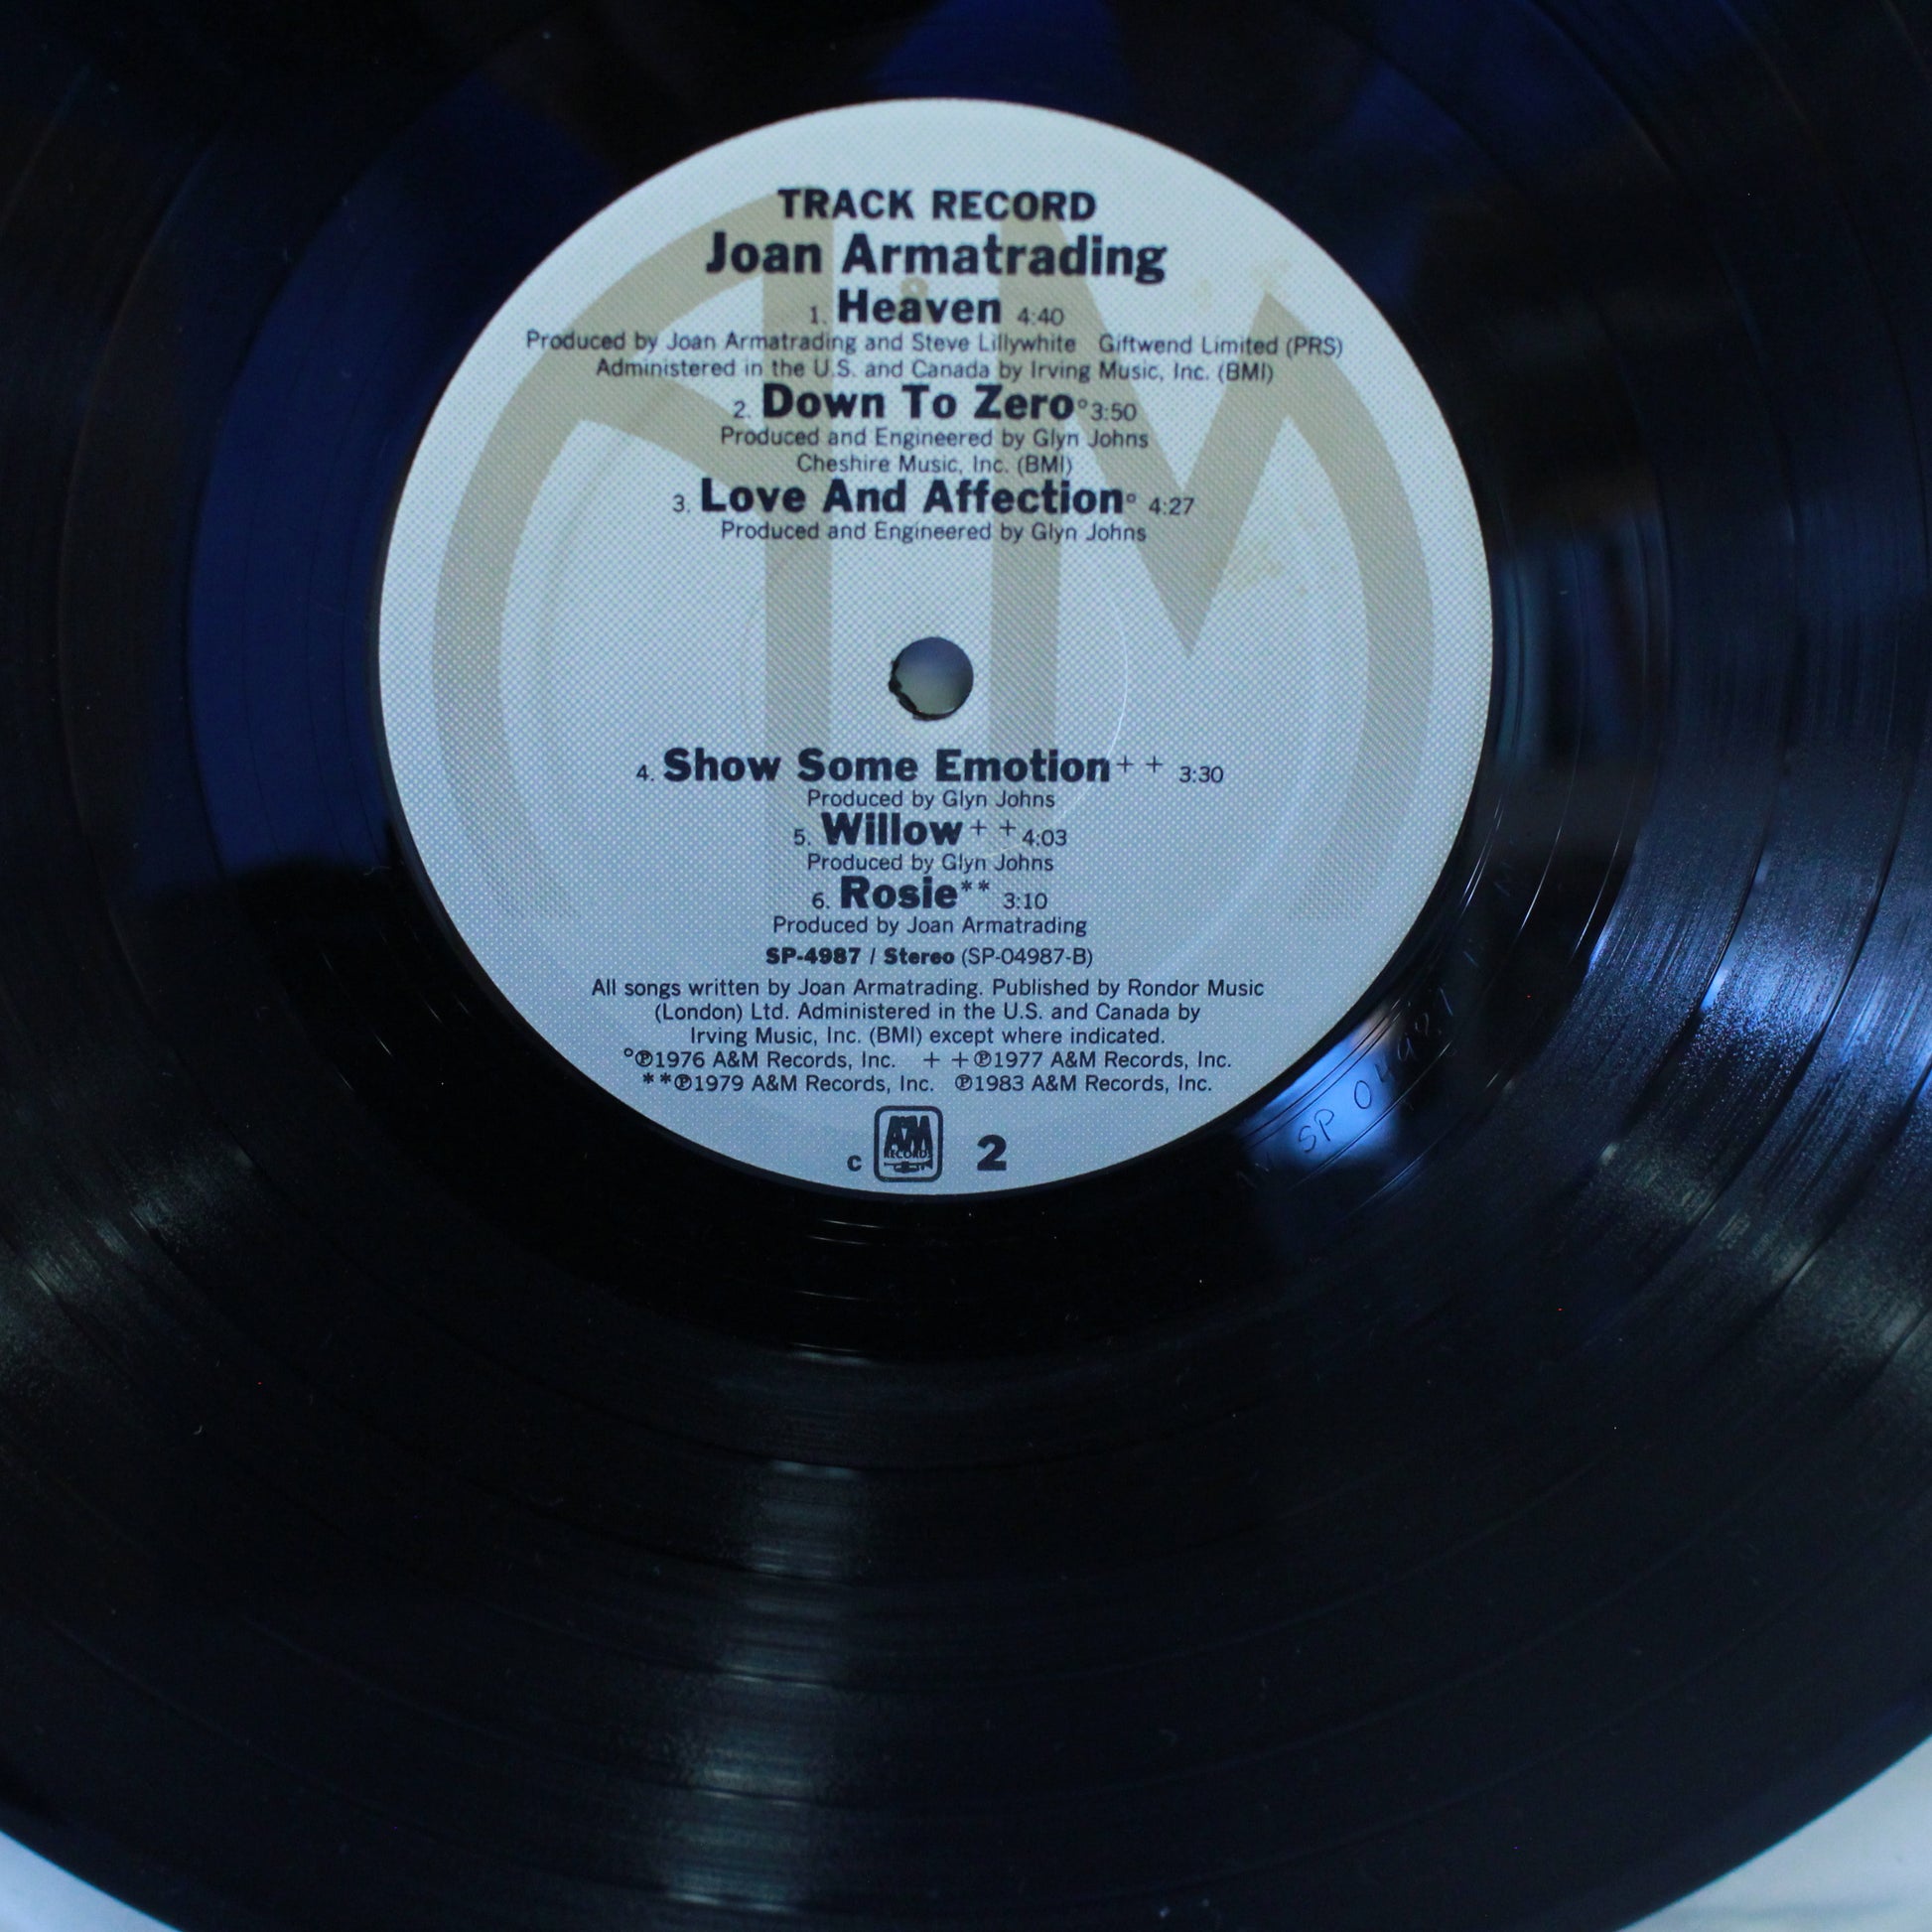 TRACK RECORD
Joan Armatrading
1. Heaven 4:40
Produced by Joan Armatrading and Steve Lillywhite Giftwend Limited (PRS)
Administered in the U.S. and Canada by Irving Music, Inc. (BMI)
2. Down To Zero° 3:50
Produced and Engineered by Glyn Johns
Cheshire Music, Inc. (BMI)
3. Love And Affection° 4:27
Produced and Engineered by Glyn Johns
4. Show Some Emotion+ + 3:30
Produced by Glyn Johns
5. Willow+ + 4:03
Produced by Glyn Johns
6. Rosie** 3:10
Produced by Joan Armatrading
SP-4987 / Stereo (SP-04987-B)
All songs written by Joan Armatrading. Published by Rondor Music
(London) Ltd. Administered in the U.S. and Canada by
Irving Music, Inc. (BMI) except where indicated.
°℗1976 A&M Records, Inc. + +℗1977 A&M Records, Inc.
**℗1979 A&M Records, Inc. ℗1983 A&M Records, Inc.
c A&M RECORDS 2
SP